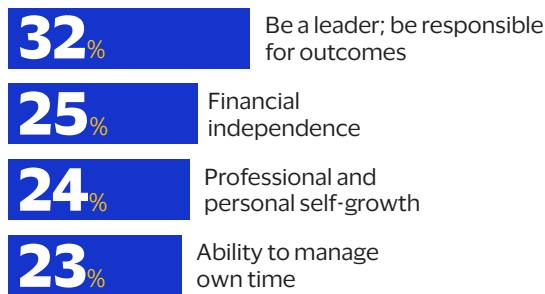 32%
Be a leader; be responsible
for outcomes
25%
Financial
independence
24%
Professional and
personal self-growth
23%
Ability to manage
own time